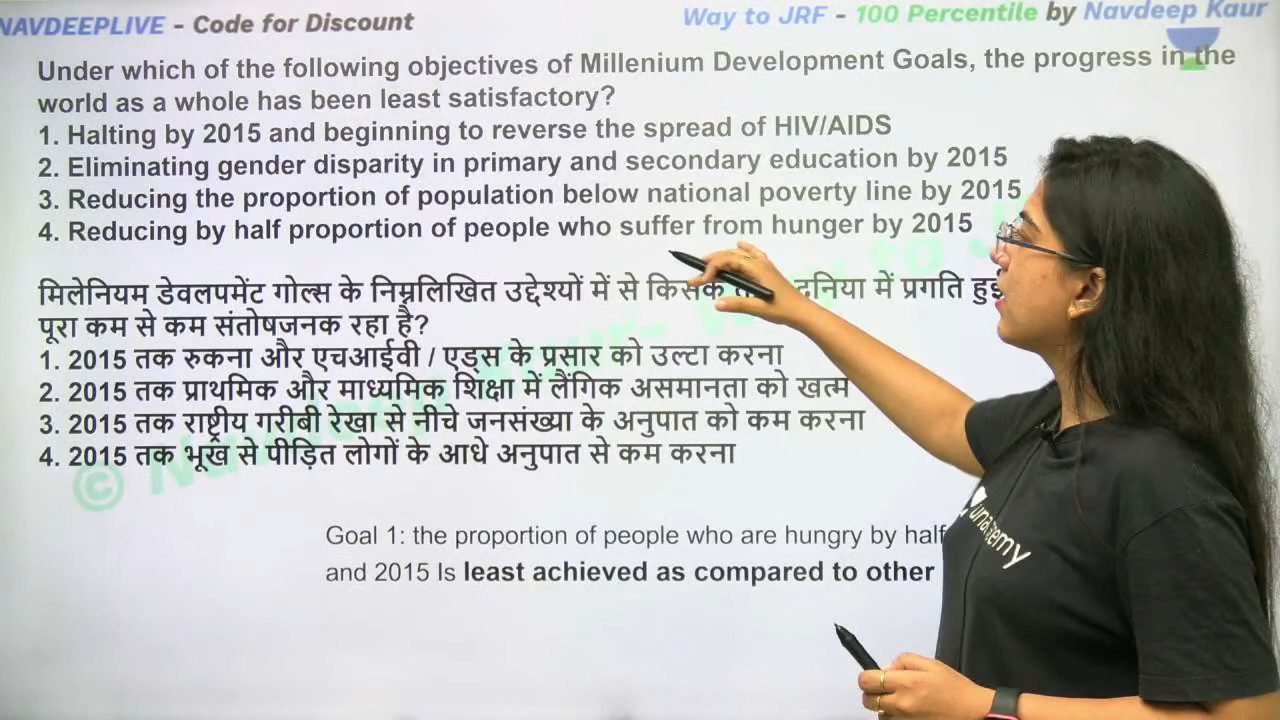 NAVDEEPLIVE - Code for Discount
Way to JRF - 100 Percentile by Navdeep Kaur
Under which of the following objectives of Millenium Development Goals, the progress in the
world as a whole has been least satisfactory?
1. Halting by 2015 and beginning to reverse the spread of HIV/AIDS
2. Eliminating gender disparity in primary and secondary education by 2015
3. Reducing the proportion of population below national poverty line by 2015
4. Reducing by half proportion of people who suffer from hunger by 2015
मिलेनियम डेवलपमेंट गोल्स के निम्नलिखित उद्देश्यों में से किसके दुनिया में प्रगति हुई
पूरा कम से कम संतोषजनक रहा है?
1. 2015 तक रुकना और एचआईवी / एड्स के प्रसार को उल्टा करना
2. 2015 तक प्राथमिक और माध्यमिक शिक्षा में लैंगिक असमानता को खत्म
3. 2015 तक राष्ट्रीय गरीबी रेखा से नीचे जनसंख्या के अनुपात को कम करना
4. 2015 तक भूख से पीड़ित लोगों के आधे अनुपात से कम करना
Goal 1: the proportion of people who are hungry by half
and 2015 Is least achieved as compared to other
unacademy